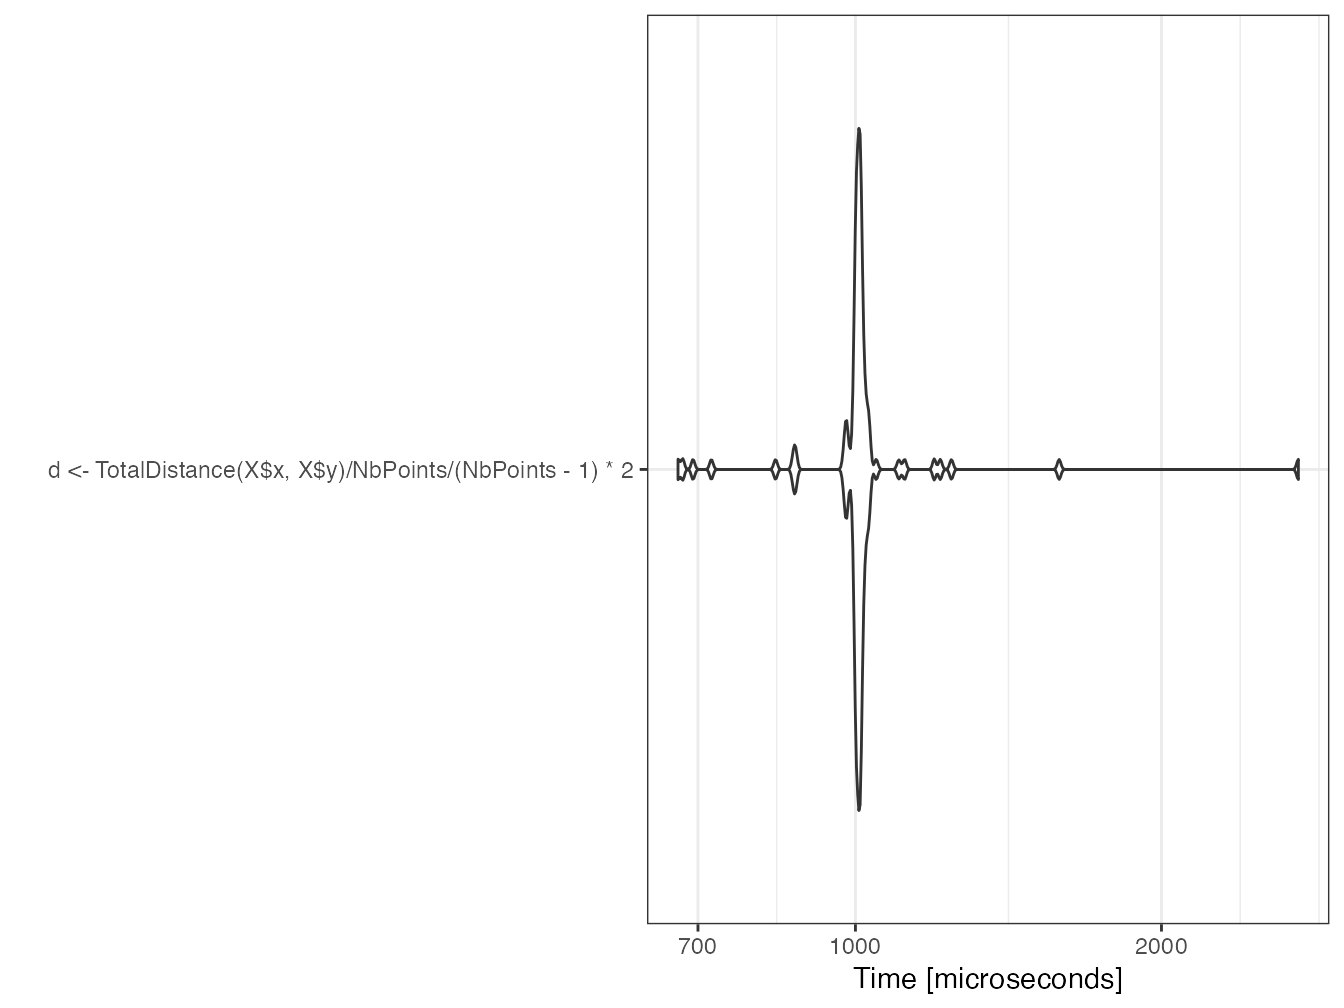 d <- TotalDistance(X$x, X$y)/NbPoints/(NbPoints - 1) * 2
700 1000 2000
Time [microseconds]